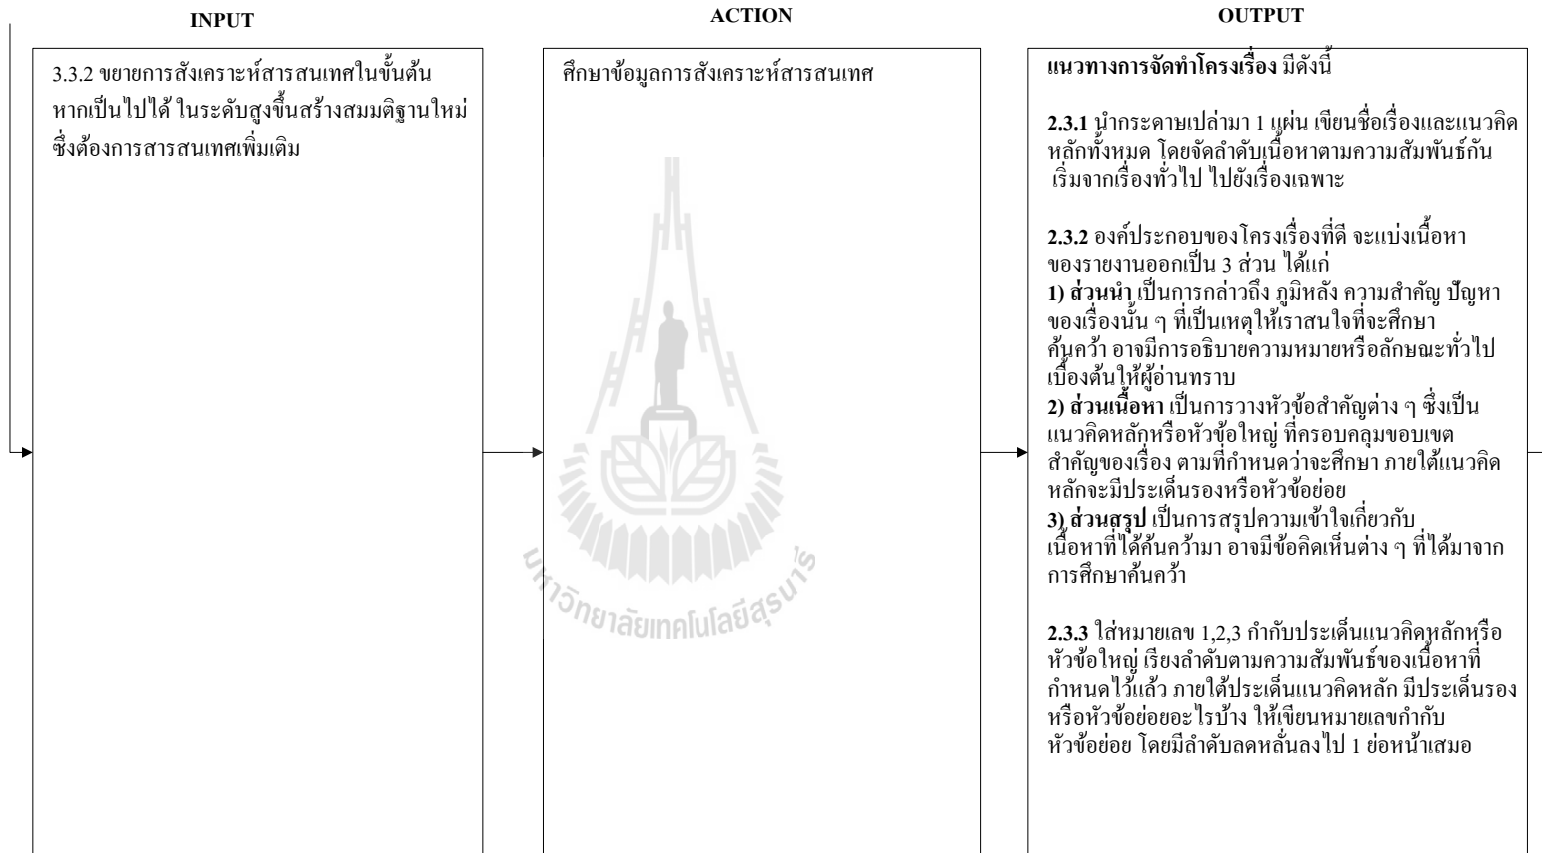 INPUT
ACTION
OUTPUT
3.3.2 ขยายการสังเคราะห์สารสนเทศในขั้นต้น
หากเป็นไปได้ ในระดับสูงขึ้นสร้างสมมติฐานใหม่
ซึ่งต้องการสารสนเทศเพิ่มเติม
ศึกษาข้อมูลการสังเคราะห์สารสนเทศ
แนวทางการจัดทำโครงเรื่อง มีดังนี้
2.3.1 นำกระดาษเปล่ามา 1 แผ่น เขียนชื่อเรื่องและแนวคิด
หลักทั้งหมด โดยจัดลำดับเนื้อหาตามความสัมพันธ์กัน
เริ่มจากเรื่องทั่วไป ไปยังเรื่องเฉพาะ
2.3.2 องค์ประกอบของโครงเรื่องที่ดี จะแบ่งเนื้อหา
ของรายงานออกเป็น 3 ส่วน ได้แก่
1) ส่วนนำ เป็นการกล่าวถึง ภูมิหลัง ความสำคัญ ปัญหา
ของเรื่องนั้น ๆ ที่เป็นเหตุให้เราสนใจที่จะศึกษา
ค้นคว้า อาจมีการอธิบายความหมายหรือลักษณะทั่วไป
เบื้องต้นให้ผู้อ่านทราบ
2) ส่วนเนื้อหา เป็นการวางหัวข้อสำคัญต่าง ๆ ซึ่งเป็น
แนวคิดหลักหรือหัวข้อใหญ่ ที่ครอบคลุมขอบเขต
สำคัญของเรื่อง ตามที่กำหนดว่าจะศึกษา ภายใต้แนวคิด
หลักจะมีประเด็นรองหรือหัวข้อย่อย
3) ส่วนสรุป เป็นการสรุปความเข้าใจเกี่ยวกับ
เนื้อหาที่ได้ค้นคว้ามา อาจมีข้อคิดเห็นต่าง ๆ ที่ได้มาจาก
การศึกษาค้นคว้า
2.3.3 ใส่หมายเลข 1,2,3 กำกับประเด็นแนวคิดหลักหรือ
หัวข้อใหญ่ เรียงลำดับตามความสัมพันธ์ของเนื้อหาที่
กำหนดไว้แล้ว ภายใต้ประเด็นแนวคิดหลัก มีประเด็นรอง
หรือหัวข้อย่อยอะไรบ้าง ให้เขียนหมายเลขกำกับ
หัวข้อย่อย โดยมีลำดับลดหลั่นลงไป 1 ย่อหน้าเสมอ
มหาวิทยาลัยเทคโนโลยีสุรนารี